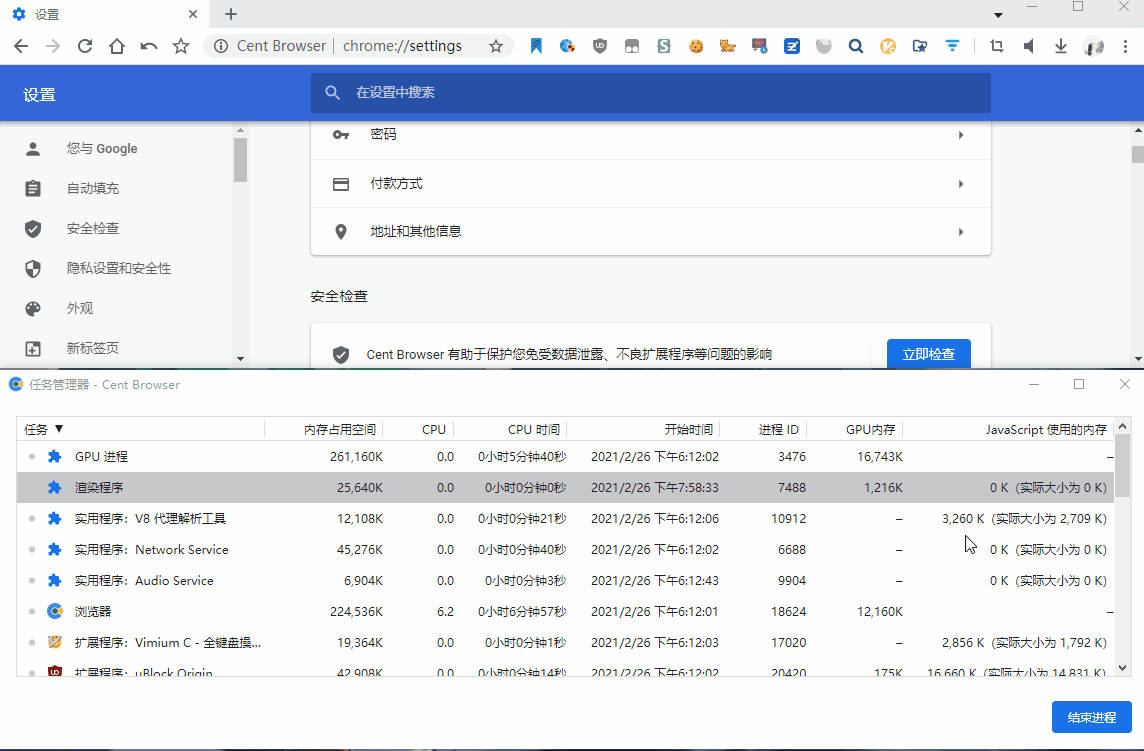 设置
Cent Browser | chrome://settings
设置
在设置中搜索
您与 Google
自动填充
安全检查
隐私设置和安全性
外观
新标签页
密码
付款方式
地址和其他信息
安全检查
Cent Browser 有助于保护您免受数据泄露、不良扩展程序等问题的影响
立即检查
任务管理器 - Cent Browser
任务 ▼ 内存占用空间 CPU CPU 时间 开始时间 进程 ID GPU内存 JavaScript 使用的内存
GPU 进程 261,160K 0.0 0小时5分钟40秒 2021/2/26 下午6:12:02 3476 16,743K –
渲染程序 25,640K 0.0 0小时0分钟0秒 2021/2/26 下午7:58:33 7488 1,216K 0 K（实际大小为 0 K）
实用程序：V8 代理解析工具 12,108K 0.0 0小时0分钟21秒 2021/2/26 下午6:12:06 10912 – 3,260 K（实际大小为 2,709 K）
实用程序：Network Service 45,276K 0.0 0小时0分钟40秒 2021/2/26 下午6:12:02 6688 – 0 K（实际大小为 0 K）
实用程序：Audio Service 6,904K 0.0 0小时0分钟3秒 2021/2/26 下午6:12:43 9904 – 0 K（实际大小为 0 K）
浏览器 224,536K 6.2 0小时6分钟57秒 2021/2/26 下午6:12:01 18624 12,160K –
扩展程序：Vimium C - 全键盘操... 19,364K 0.0 0小时0分钟1秒 2021/2/26 下午6:12:03 17020 – 2,856 K（实际大小为 1,792 K）
扩展程序：uBlock Origin 42,908K 0.0 0小时0分钟14秒 2021/2/26 下午6:12:02 20420 175K 16,660 K（实际大小为 14,831 K）
结束进程